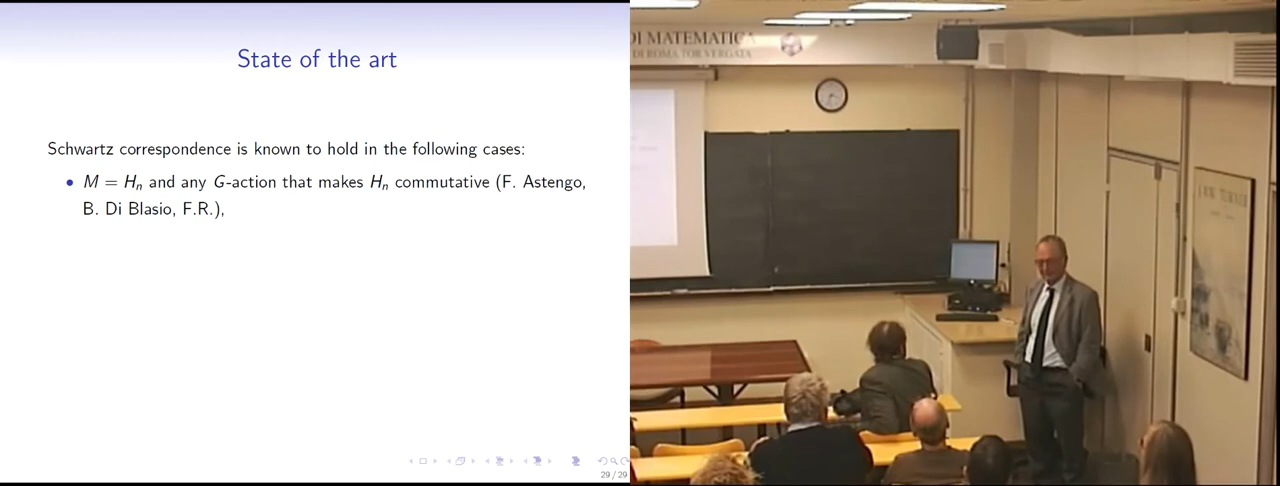 State of the art
Schwartz correspondence is known to hold in the following cases:
• M = Hₙ and any G-action that makes Hₙ commutative (F. Astengo,
B. Di Blasio, F.R.),
29 / 29
DI MATEMATICA
DI ROMA TOR VERGATA